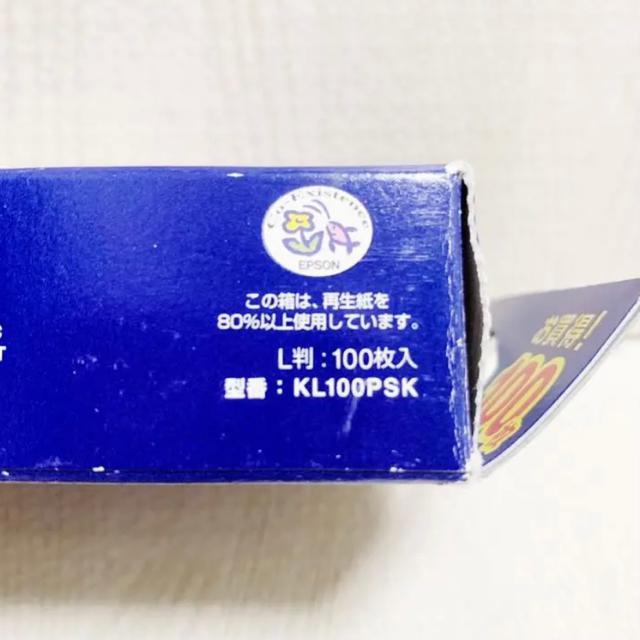 Co-Existence
EPSON
この箱は、再生紙を
80%以上使用しています。
L判:100枚入
型番: KL100PSK
お買得!
100